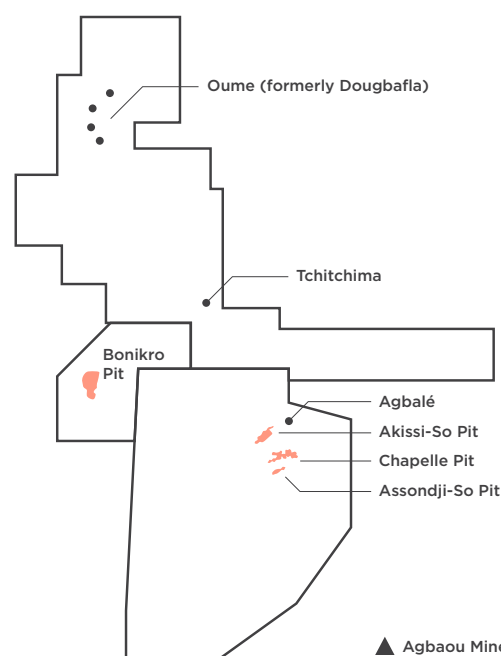 Oume (formerly Dougbafla)
Tchitchima
Bonikro
Pit
Agbalé
Akissi-So Pit
Chapelle Pit
Assondji-So Pit
Agbaou Mine